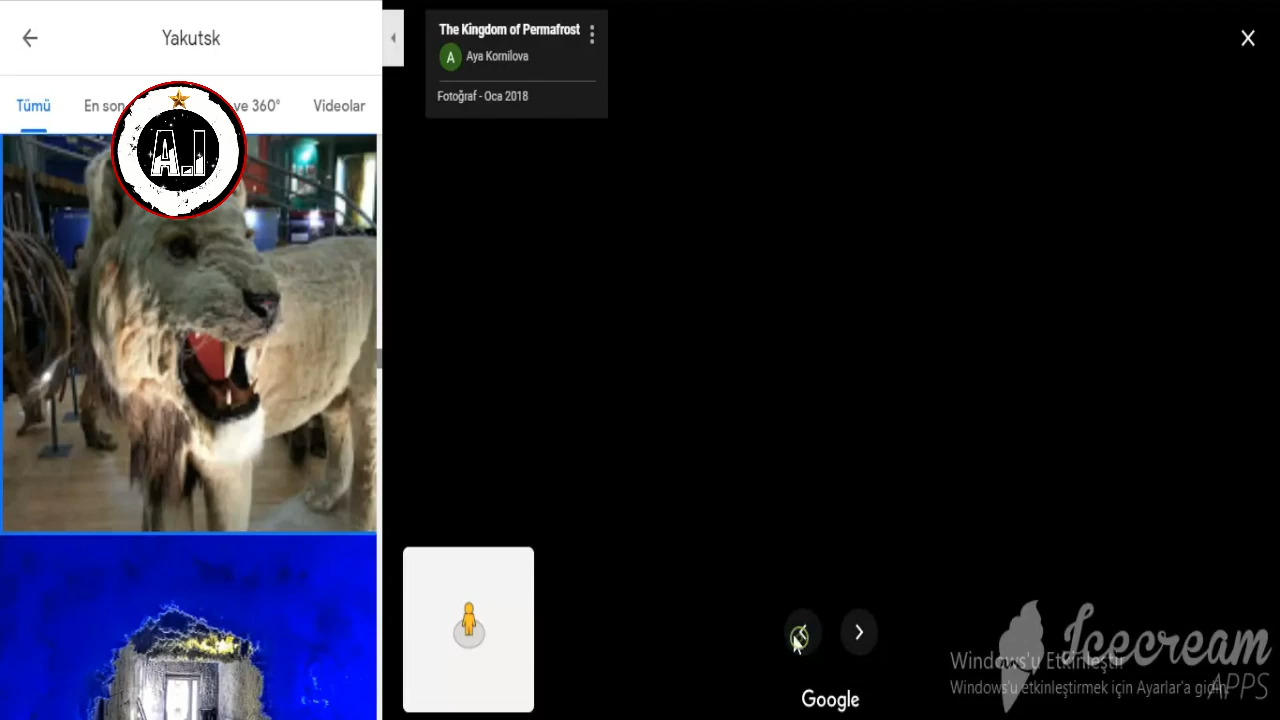 Yakutsk
Tümü
En son
ve 360°
Videolar
A.I
The Kingdom of Permafrost
A
Aya Kornilova
Fotoğraf - Oca 2018
Google
Icecream
APPS
Windows'u Etkinleştir
Windows'u etkinleştirmek için Ayarlar'a gidin.